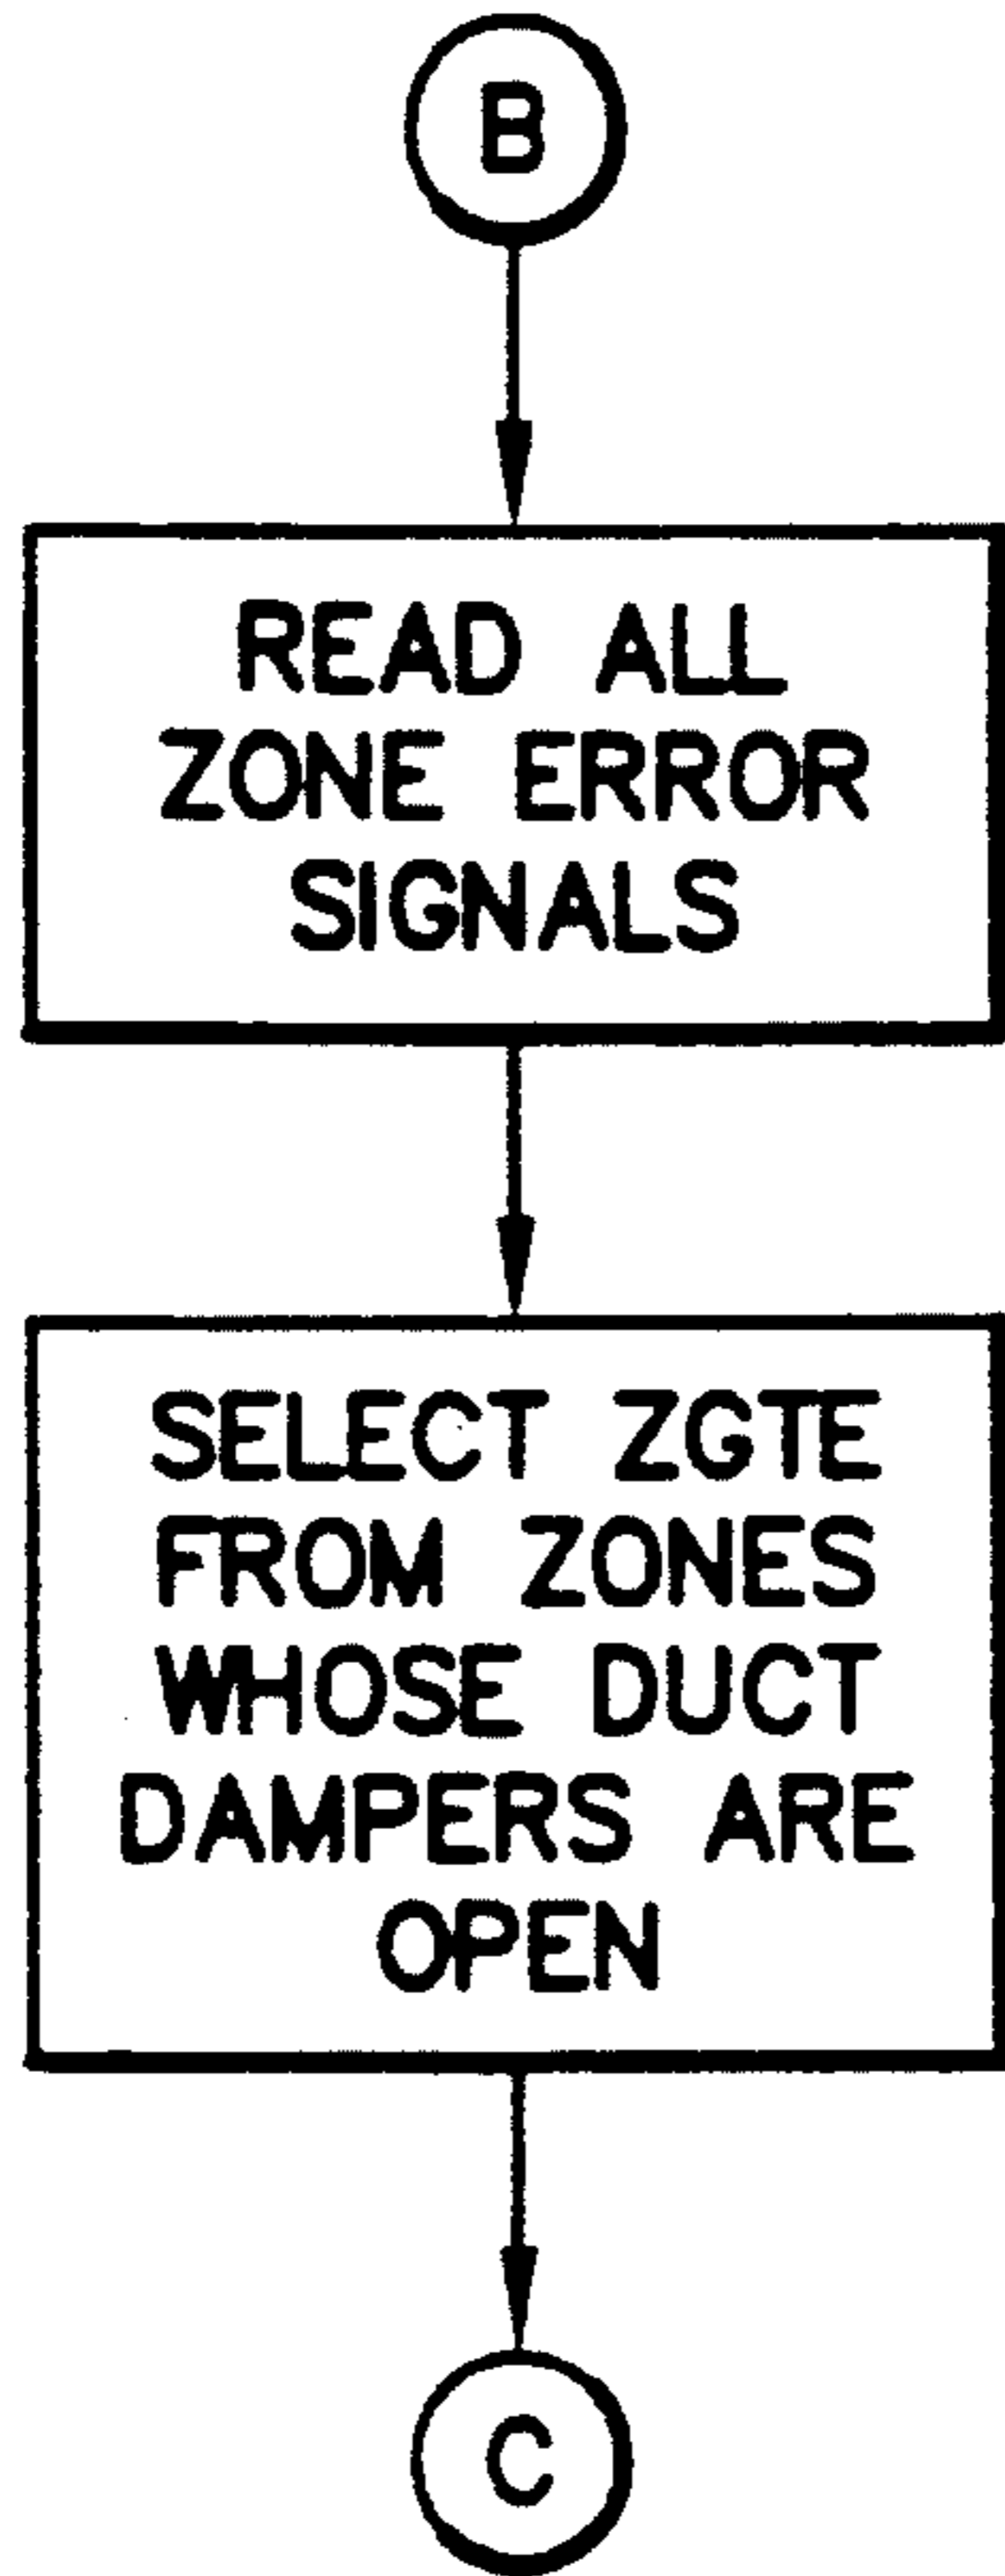 B
READ ALL
ZONE ERROR
SIGNALS
SELECT ZGTE
FROM ZONES
WHOSE DUCT
DAMPERS ARE
OPEN
C